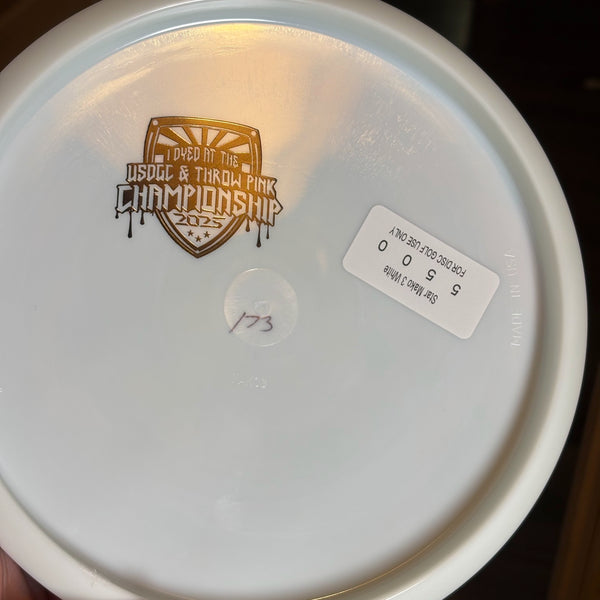 I DYED AT THE
USDGC & THROW PINK
CHAMPIONSHIP
2025
Star Mako 3 White
5 5 0 0
FOR DISC GOLF USE ONLY
173
MADE IN USA